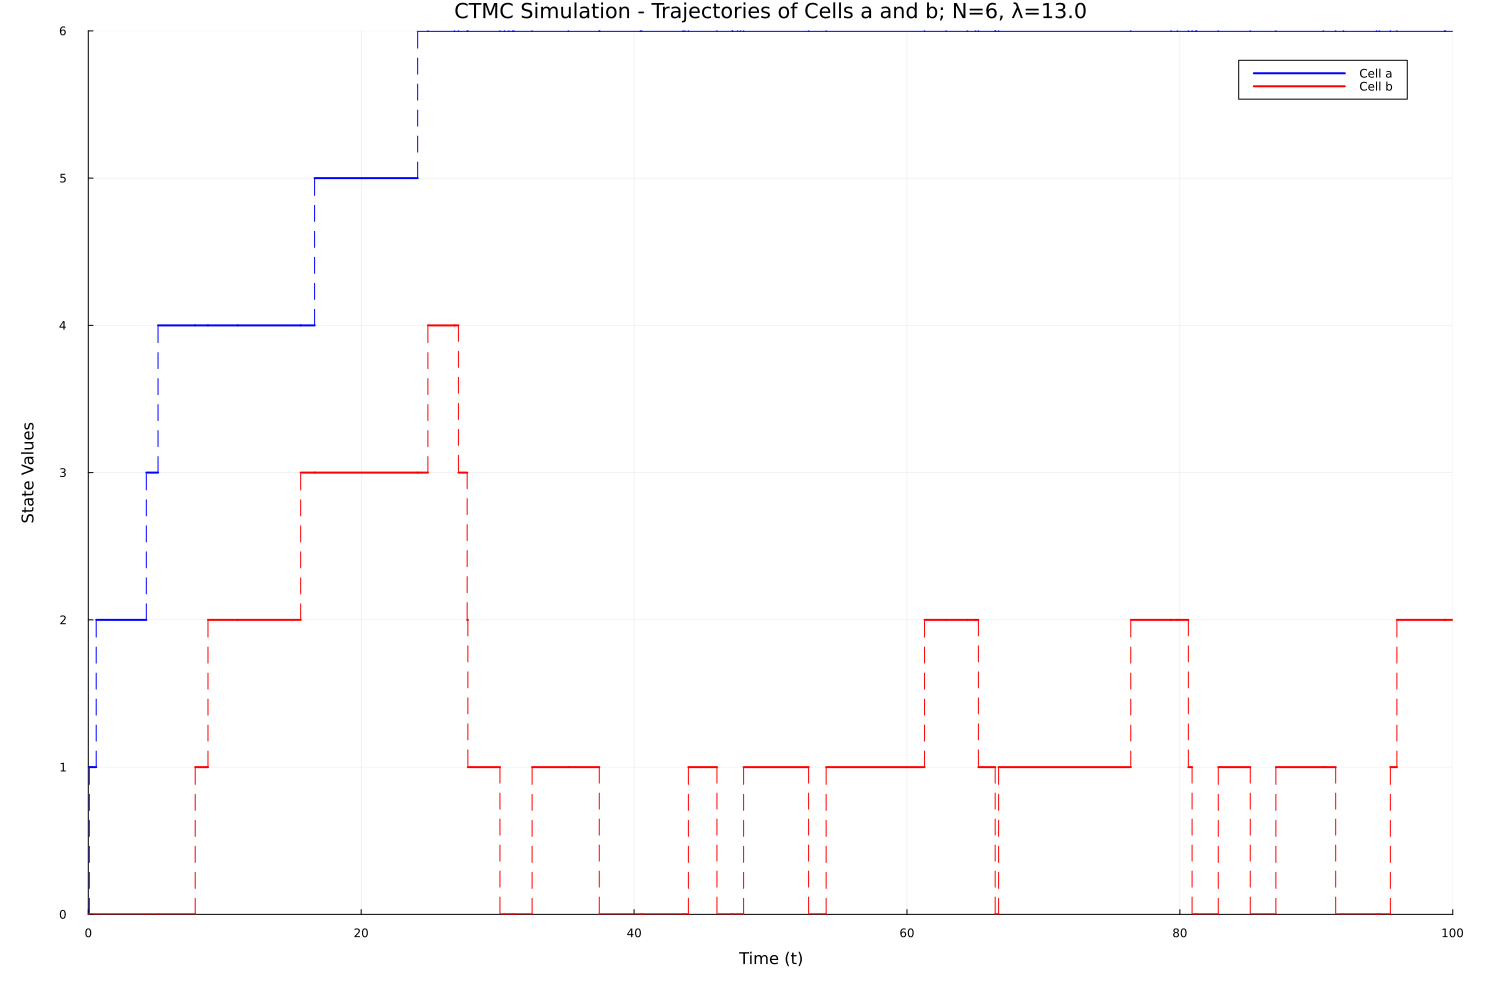 CTMC Simulation - Trajectories of Cells a and b; N=6, λ=13.0
6
5
4
3
2
1
0
State Values
Cell a
Cell b
0 20 40 60 80 100
Time (t)